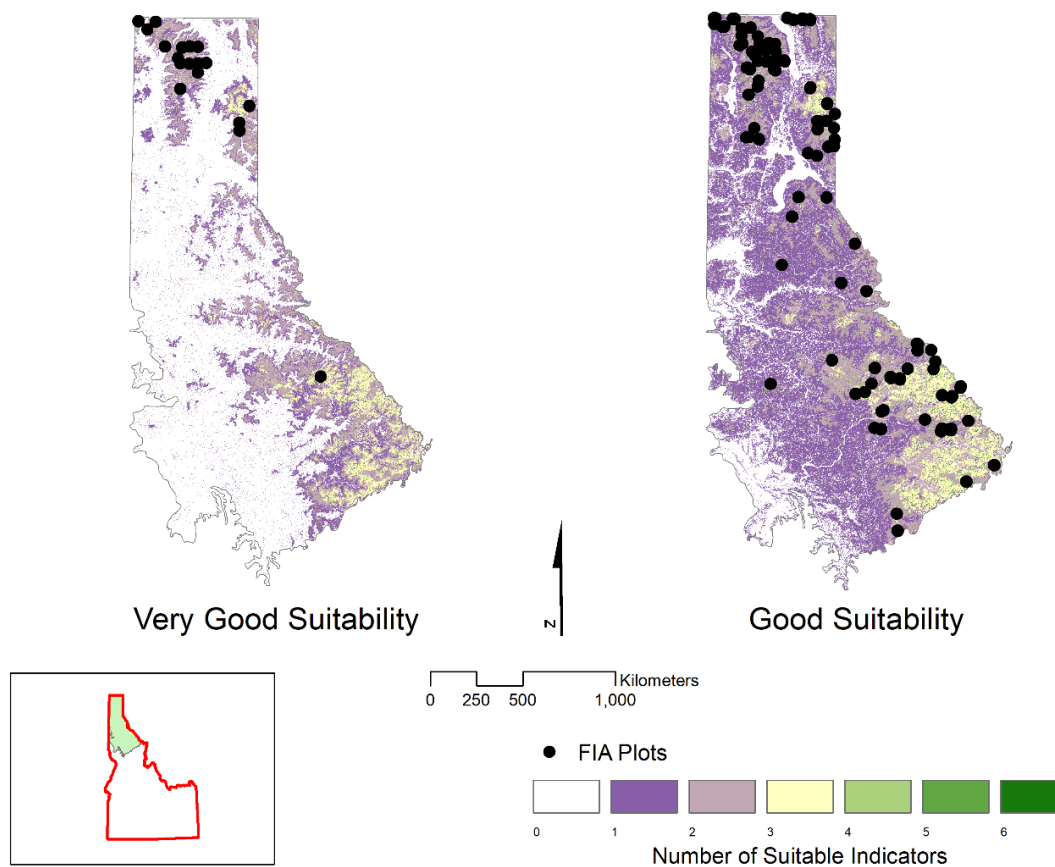 Very Good Suitability
Good Suitability
N
Kilometers
0 250 500 1,000
FIA Plots
0 1 2 3 4 5 6
Number of Suitable Indicators